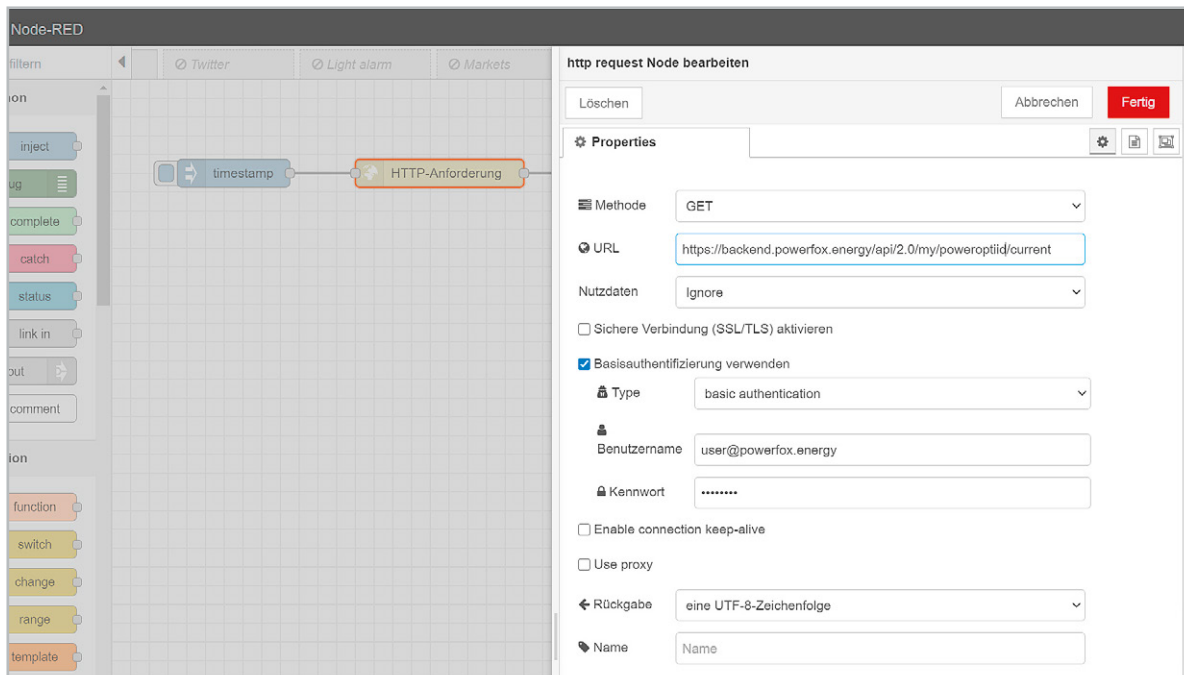 Node-RED
filtern
Twitter
Light alarm
Markets
inject
complete
catch
status
link in
comment
function
switch
change
range
template
timestamp
HTTP-Anforderung
http request Node bearbeiten
Löschen
Abbrechen
Fertig
Properties
Methode
GET
URL
https://backend.powerfox.energy/api/2.0/my/poweroptiid/current
Nutzdaten
Ignore
Sichere Verbindung (SSL/TLS) aktivieren
Basisauthentifizierung verwenden
Type
basic authentication
Benutzername
user@powerfox.energy
Kennwort
••••••••
Enable connection keep-alive
Use proxy
Rückgabe
eine UTF-8-Zeichenfolge
Name
Name